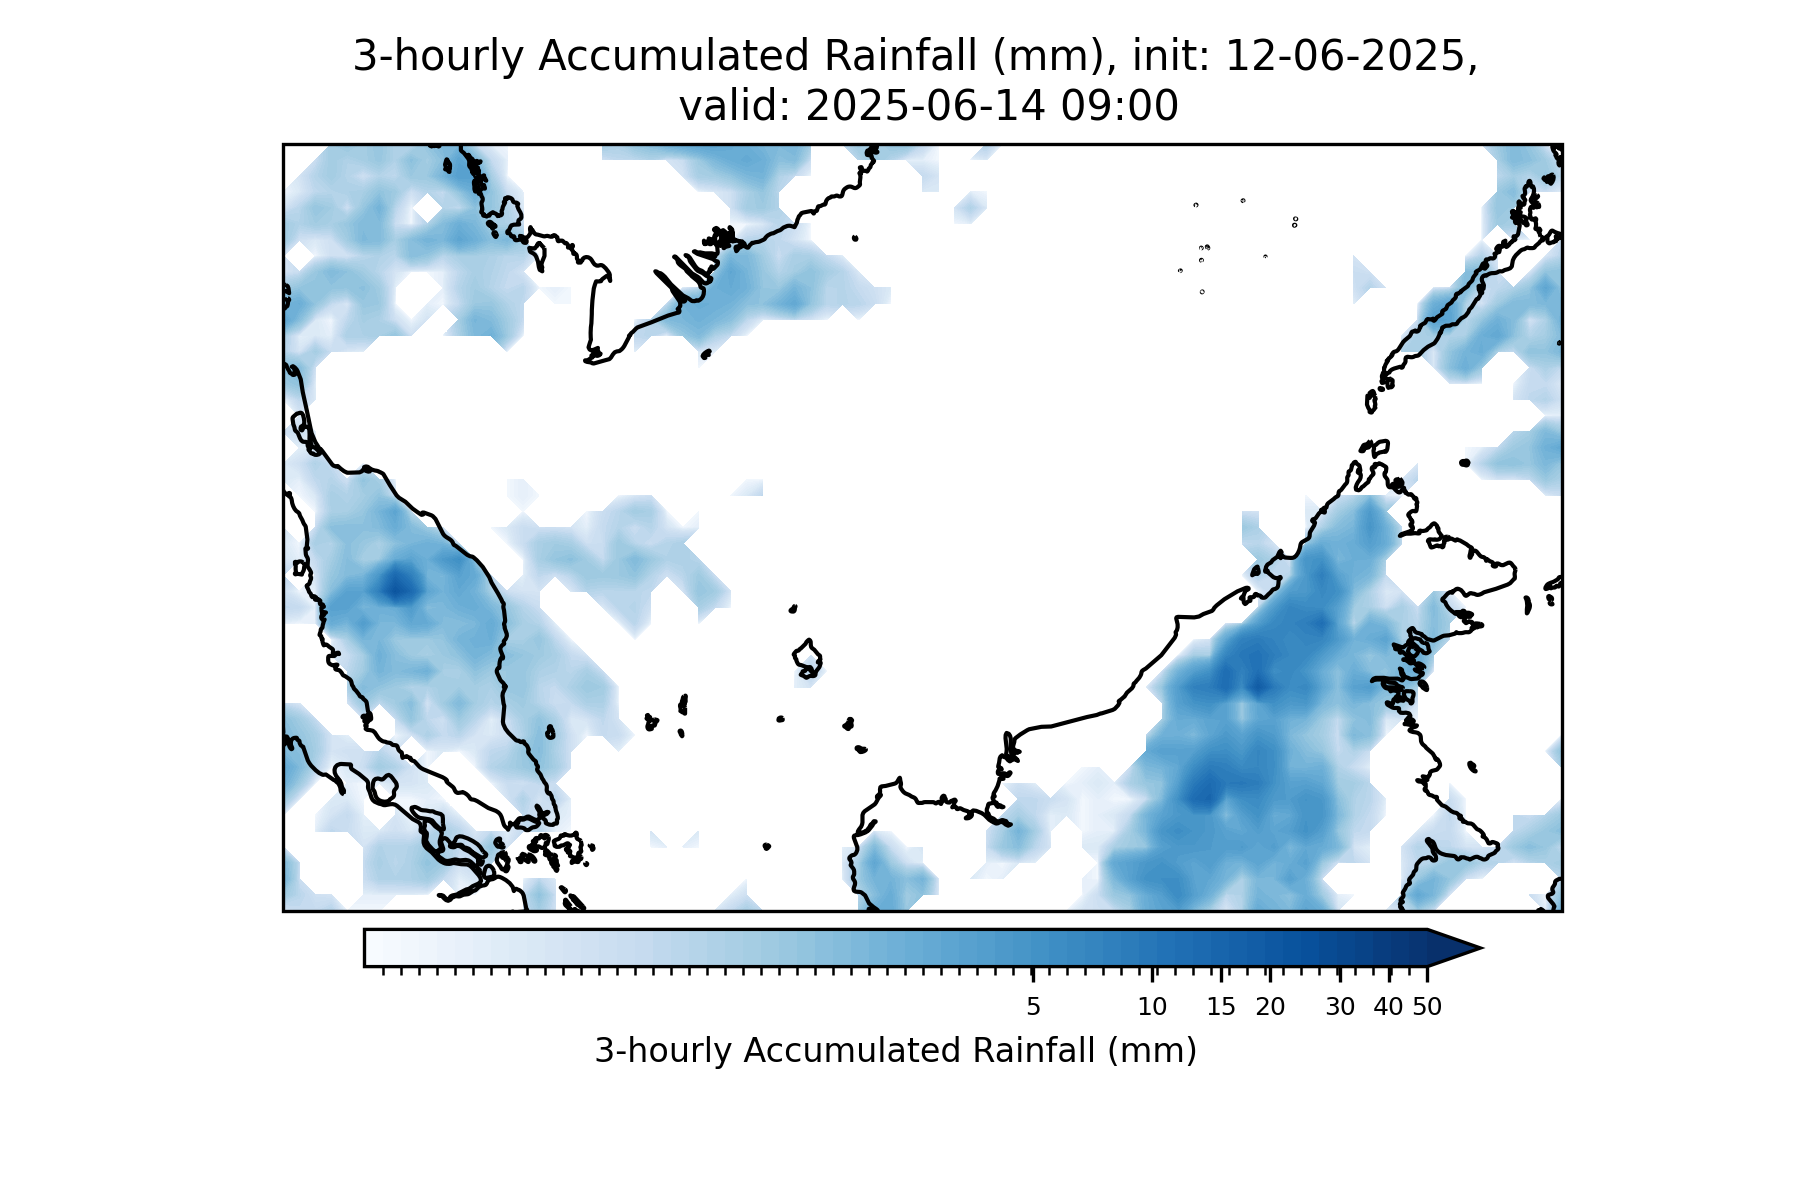 3-hourly Accumulated Rainfall (mm), init: 12-06-2025,
valid: 2025-06-14 09:00
5 10 15 20 30 40 50
3-hourly Accumulated Rainfall (mm)